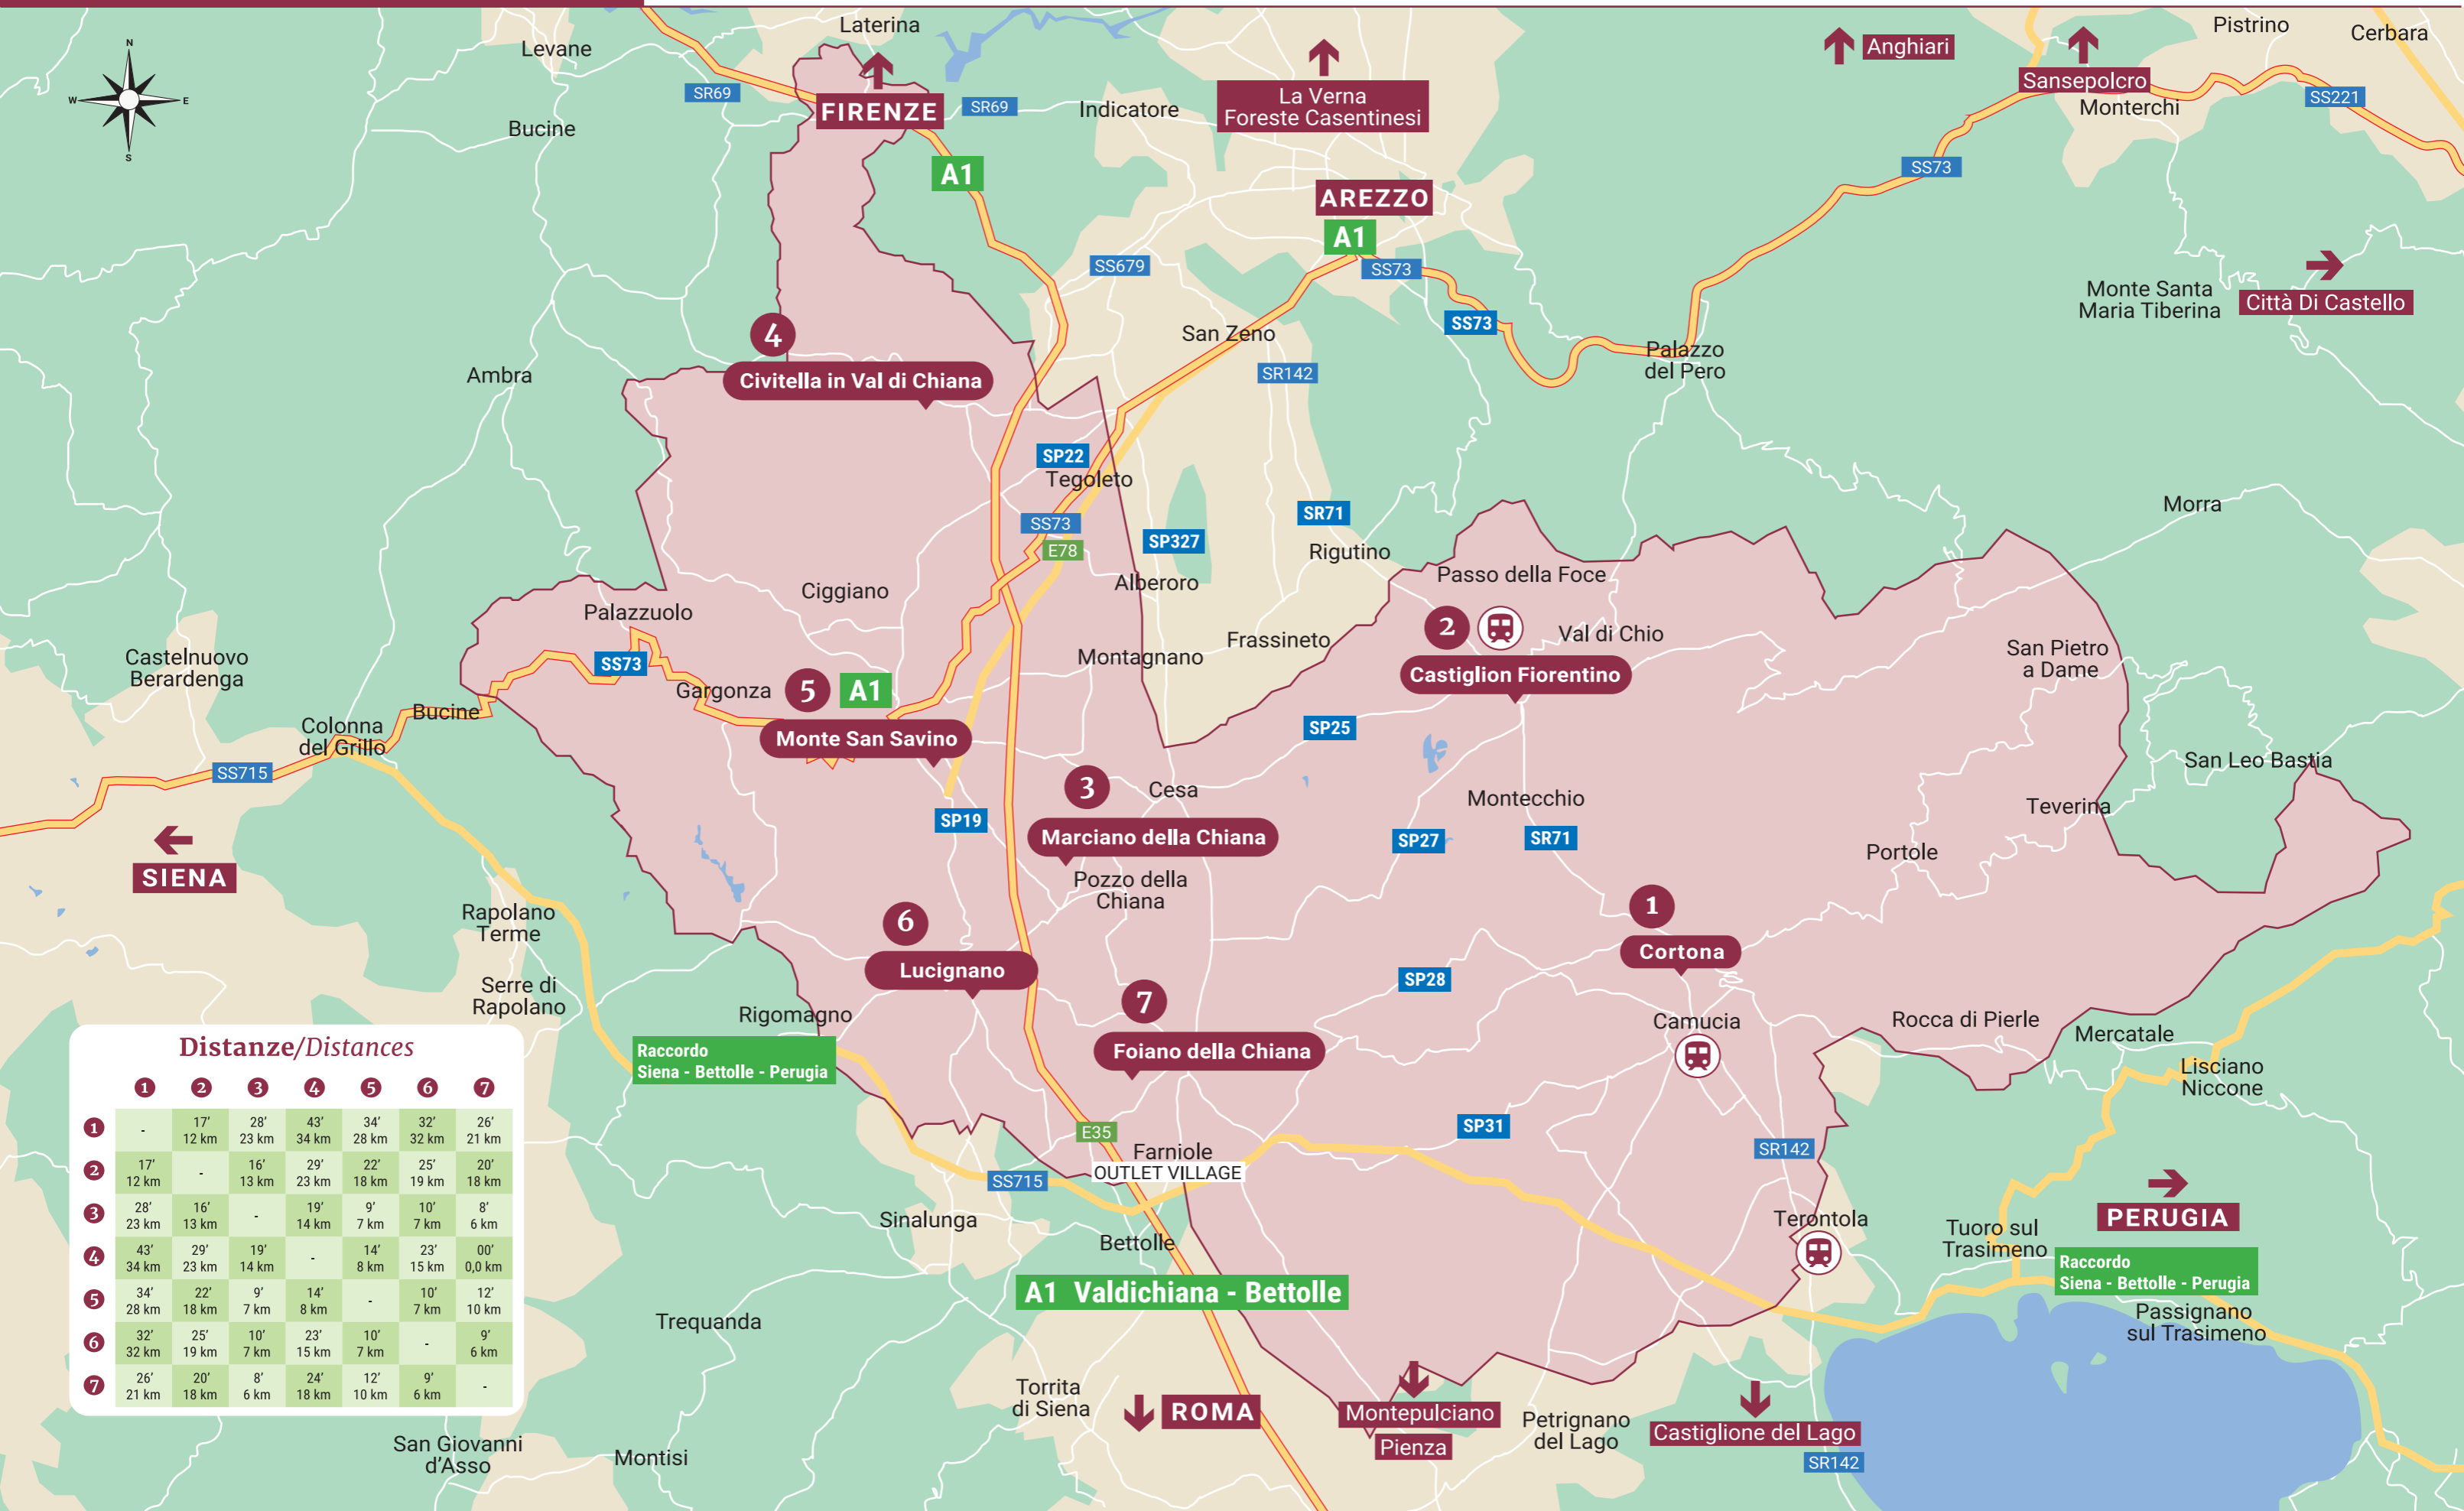 N
W
E
S
Levane
Laterina
SR69
FIRENZE
SR69
Bucine
Indicatore
La Verna
Foreste Casentinesi
Anghiari
Sansepolcro
Monterchi
Pistrino
Cerbara
SS221
SS73
A1
AREZZO
A1
SS73
SS679
SS73
San Zeno
SR142
Palazzo
del Pero
Monte Santa
Maria Tiberina
Città Di Castello
4
Civitella in Val di Chiana
Ambra
SP22
Tegoleto
SS73
E78
SP327
SR71
Rigutino
Alberoro
Morra
Ciggiano
Palazzuolo
Passo della Foce
2
Val di Chio
Castiglion Fiorentino
Frassineto
Montagnano
San Pietro
a Dame
Castelnuovo
Berardenga
SS73
Gargonza
5
A1
Monte San Savino
Bucine
Colonna
del Grillo
SS715
SP25
San Leo Bastia
3
Cesa
Montecchio
Teverina
SP19
Marciano della Chiana
SP27
SR71
Portole
SIENA
Pozzo della
Chiana
Rapolano
Terme
6
Lucignano
1
Cortona
SP28
Serre di
Rapolano
Rigomagno
7
Foiano della Chiana
Camucia
Rocca di Pierle
Mercatale
Lisciano
Niccone
Raccordo
Siena - Bettolle - Perugia
E35
SP31
SR142
Farniole
OUTLET VILLAGE
SS715
Sinalunga
Bettolle
Terontola
Tuoro sul
Trasimeno
PERUGIA
Raccordo
Siena - Bettolle - Perugia
Passignano
sul Trasimeno
A1 Valdichiana - Bettolle
Trequanda
Torrita
di Siena
ROMA
Montepulciano
Pienza
Petrignano
del Lago
Castiglione del Lago
SR142
San Giovanni
d'Asso
Montisi
Distanze/Distances
1 2 3 4 5 6 7
1 - 17' 28' 43' 34' 32' 26'
12 km 23 km 34 km 28 km 32 km 21 km
2 17' - 16' 29' 22' 25' 20'
12 km 13 km 23 km 18 km 19 km 18 km
3 28' 16' - 19' 9' 10' 8'
23 km 13 km 14 km 7 km 7 km 6 km
4 43' 29' 19' - 14' 23' 00'
34 km 23 km 14 km 8 km 15 km 0,0 km
5 34' 22' 9' 14' - 10' 12'
28 km 18 km 7 km 8 km 7 km 10 km
6 32' 25' 10' 23' 10' - 9'
32 km 19 km 7 km 15 km 7 km 6 km
7 26' 20' 8' 24' 12' 9' -
21 km 18 km 6 km 18 km 10 km 6 km